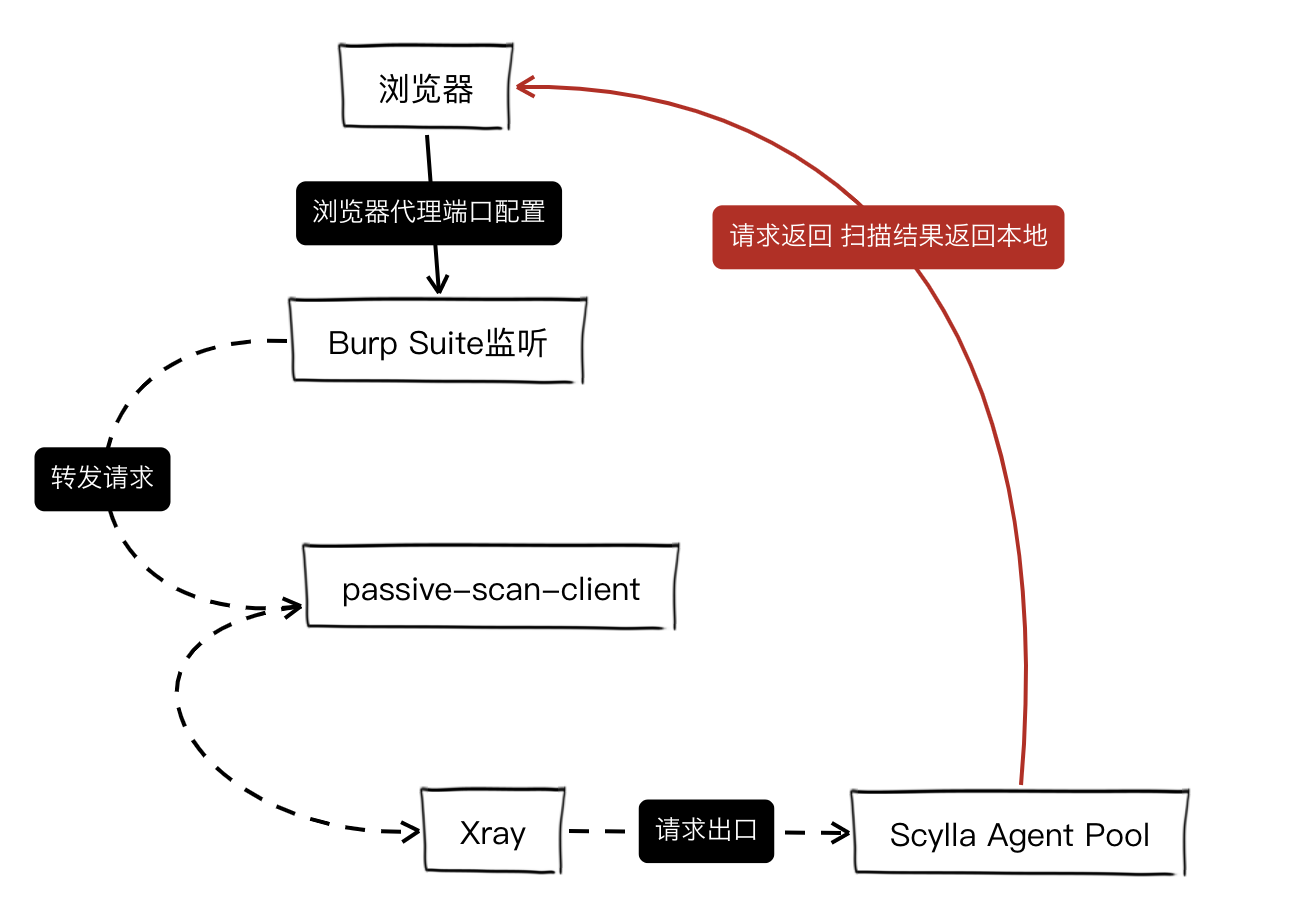 浏览器
浏览器代理端口配置
请求返回 扫描结果返回本地
Burp Suite监听
转发请求
passive-scan-client
Xray
请求出口
Scylla Agent Pool